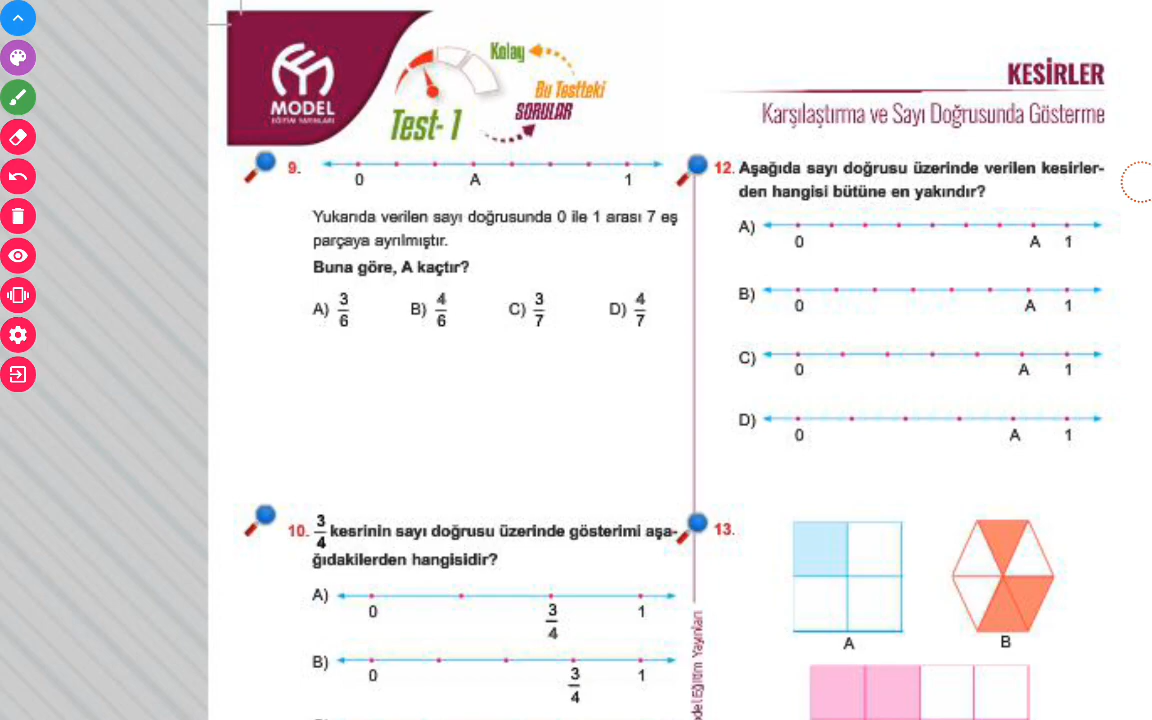 MODEL
EĞİTİM YAYINLARI
Test-1
Kolay
Bu Testteki
SORULAR
KESİRLER
Karşılaştırma ve Sayı Doğrusunda Gösterme
9.
0 A 1
Yukarıda verilen sayı doğrusunda 0 ile 1 arası 7 eş
parçaya ayrılmıştır.
Buna göre, A kaçtır?
A) 3/6 B) 4/6 C) 3/7 D) 4/7
10. 3/4 kesrinin sayı doğrusu üzerinde gösterimi aşa-
ğıdakilerden hangisidir?
A)
0 3/4 1
B)
0 3/4 1
12. Aşağıda sayı doğrusu üzerinde verilen kesirler-
den hangisi bütüne en yakındır?
A)
0 A 1
B)
0 A 1
C)
0 A 1
D)
0 A 1
13.
A B
del Eğitim Yayınları